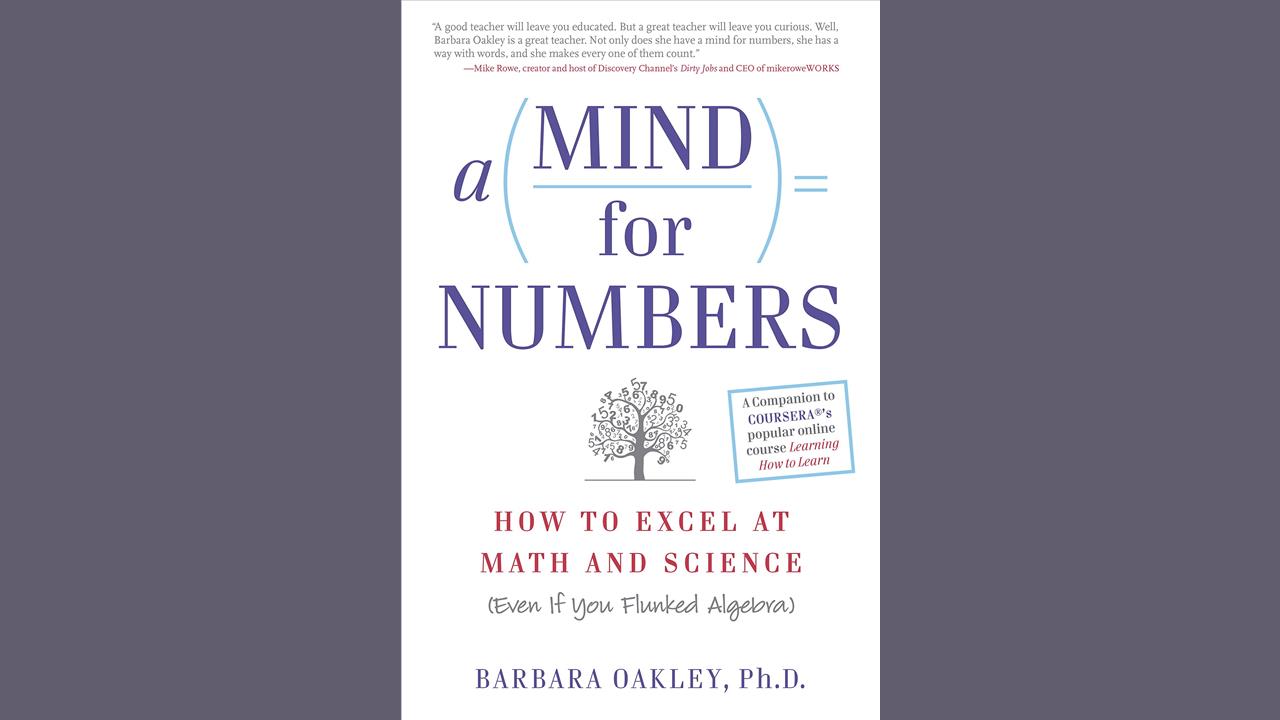 “A good teacher will leave you educated. But a great teacher will leave you curious. Well,
Barbara Oakley is a great teacher. Not only does she have a mind for numbers, she has a
way with words, and she makes every one of them count.”
—Mike Rowe, creator and host of Discovery Channel's Dirty Jobs and CEO of mikeroweWORKS
a (MIND =
for)
NUMBERS
A Companion to
COURSERA®'s
popular online
course Learning
How to Learn
HOW TO EXCEL AT
MATH AND SCIENCE
(Even If You Flunked Algebra)
BARBARA OAKLEY, Ph.D.